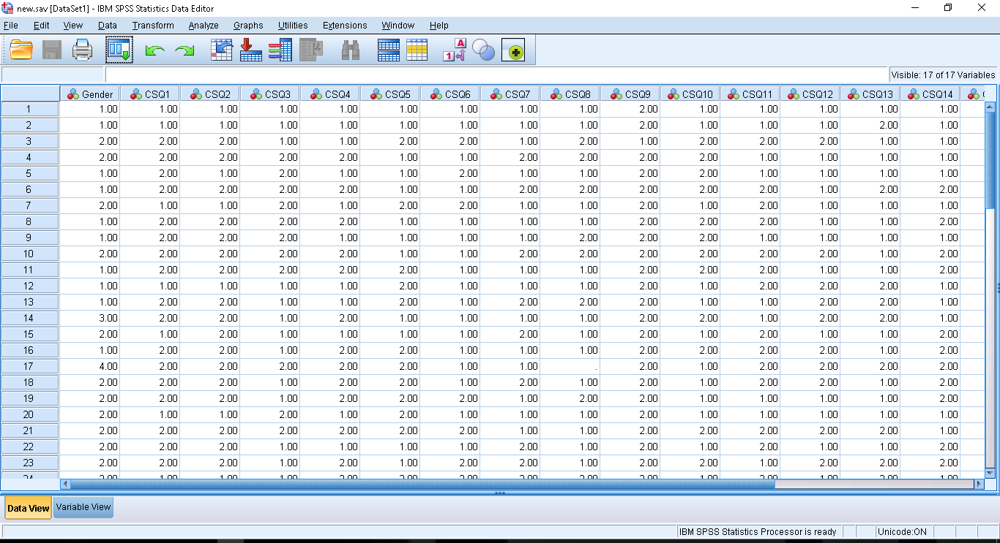 new.sav [DataSet1] - IBM SPSS Statistics Data Editor
File Edit View Data Transform Analyze Graphs Utilities Extensions Window Help
Visible: 17 of 17 Variables
Gender CSQ1 CSQ2 CSQ3 CSQ4 CSQ5 CSQ6 CSQ7 CSQ8 CSQ9 CSQ10 CSQ11 CSQ12 CSQ13 CSQ14
1 1.00 1.00 1.00 1.00 1.00 1.00 1.00 1.00 1.00 2.00 1.00 1.00 1.00 1.00 1.00
2 1.00 1.00 1.00 1.00 1.00 1.00 1.00 1.00 1.00 2.00 1.00 1.00 1.00 2.00 1.00
3 2.00 2.00 2.00 1.00 1.00 2.00 2.00 1.00 2.00 1.00 2.00 2.00 2.00 1.00 1.00
4 2.00 2.00 2.00 2.00 2.00 1.00 1.00 2.00 2.00 2.00 2.00 1.00 1.00 1.00 1.00
5 1.00 2.00 1.00 2.00 1.00 1.00 2.00 1.00 1.00 2.00 2.00 1.00 1.00 1.00 1.00
6 1.00 2.00 2.00 2.00 2.00 1.00 1.00 2.00 2.00 2.00 2.00 2.00 1.00 2.00 2.00
7 2.00 1.00 1.00 2.00 1.00 2.00 2.00 1.00 1.00 2.00 1.00 2.00 1.00 1.00 1.00
8 1.00 2.00 2.00 2.00 2.00 1.00 1.00 1.00 2.00 2.00 2.00 1.00 1.00 1.00 2.00
9 1.00 2.00 2.00 2.00 1.00 1.00 1.00 1.00 2.00 2.00 2.00 1.00 1.00 1.00 1.00
10 2.00 2.00 2.00 2.00 2.00 1.00 1.00 2.00 2.00 2.00 2.00 2.00 2.00 1.00 2.00
11 1.00 2.00 2.00 2.00 1.00 2.00 1.00 2.00 2.00 2.00 2.00 2.00 1.00 1.00 2.00
12 1.00 1.00 1.00 1.00 1.00 2.00 1.00 1.00 1.00 2.00 1.00 2.00 2.00 1.00 1.00
13 1.00 2.00 2.00 1.00 1.00 2.00 1.00 2.00 2.00 2.00 1.00 1.00 2.00 1.00 2.00
14 3.00 2.00 2.00 1.00 2.00 1.00 1.00 1.00 1.00 2.00 2.00 1.00 2.00 2.00 1.00
15 2.00 1.00 2.00 1.00 2.00 2.00 1.00 2.00 1.00 2.00 1.00 2.00 1.00 1.00 2.00
16 1.00 2.00 2.00 1.00 2.00 2.00 1.00 1.00 1.00 2.00 2.00 2.00 2.00 1.00 2.00
17 4.00 2.00 2.00 2.00 2.00 2.00 1.00 1.00 . 2.00 1.00 2.00 2.00 1.00 2.00
18 2.00 2.00 2.00 1.00 2.00 2.00 1.00 2.00 1.00 2.00 1.00 2.00 2.00 2.00 2.00
19 2.00 2.00 2.00 1.00 2.00 2.00 2.00 1.00 2.00 2.00 1.00 1.00 2.00 1.00 2.00
20 2.00 1.00 1.00 2.00 1.00 2.00 1.00 1.00 1.00 2.00 1.00 2.00 1.00 1.00 1.00
21 2.00 2.00 2.00 1.00 2.00 2.00 2.00 1.00 1.00 2.00 1.00 2.00 2.00 2.00 1.00
22 2.00 2.00 2.00 1.00 2.00 2.00 1.00 2.00 1.00 2.00 1.00 2.00 2.00 1.00 2.00
23 2.00 2.00 2.00 1.00 2.00 1.00 2.00 2.00 1.00 2.00 2.00 1.00 2.00 1.00 2.00
Data View Variable View
IBM SPSS Statistics Processor is ready Unicode:ON